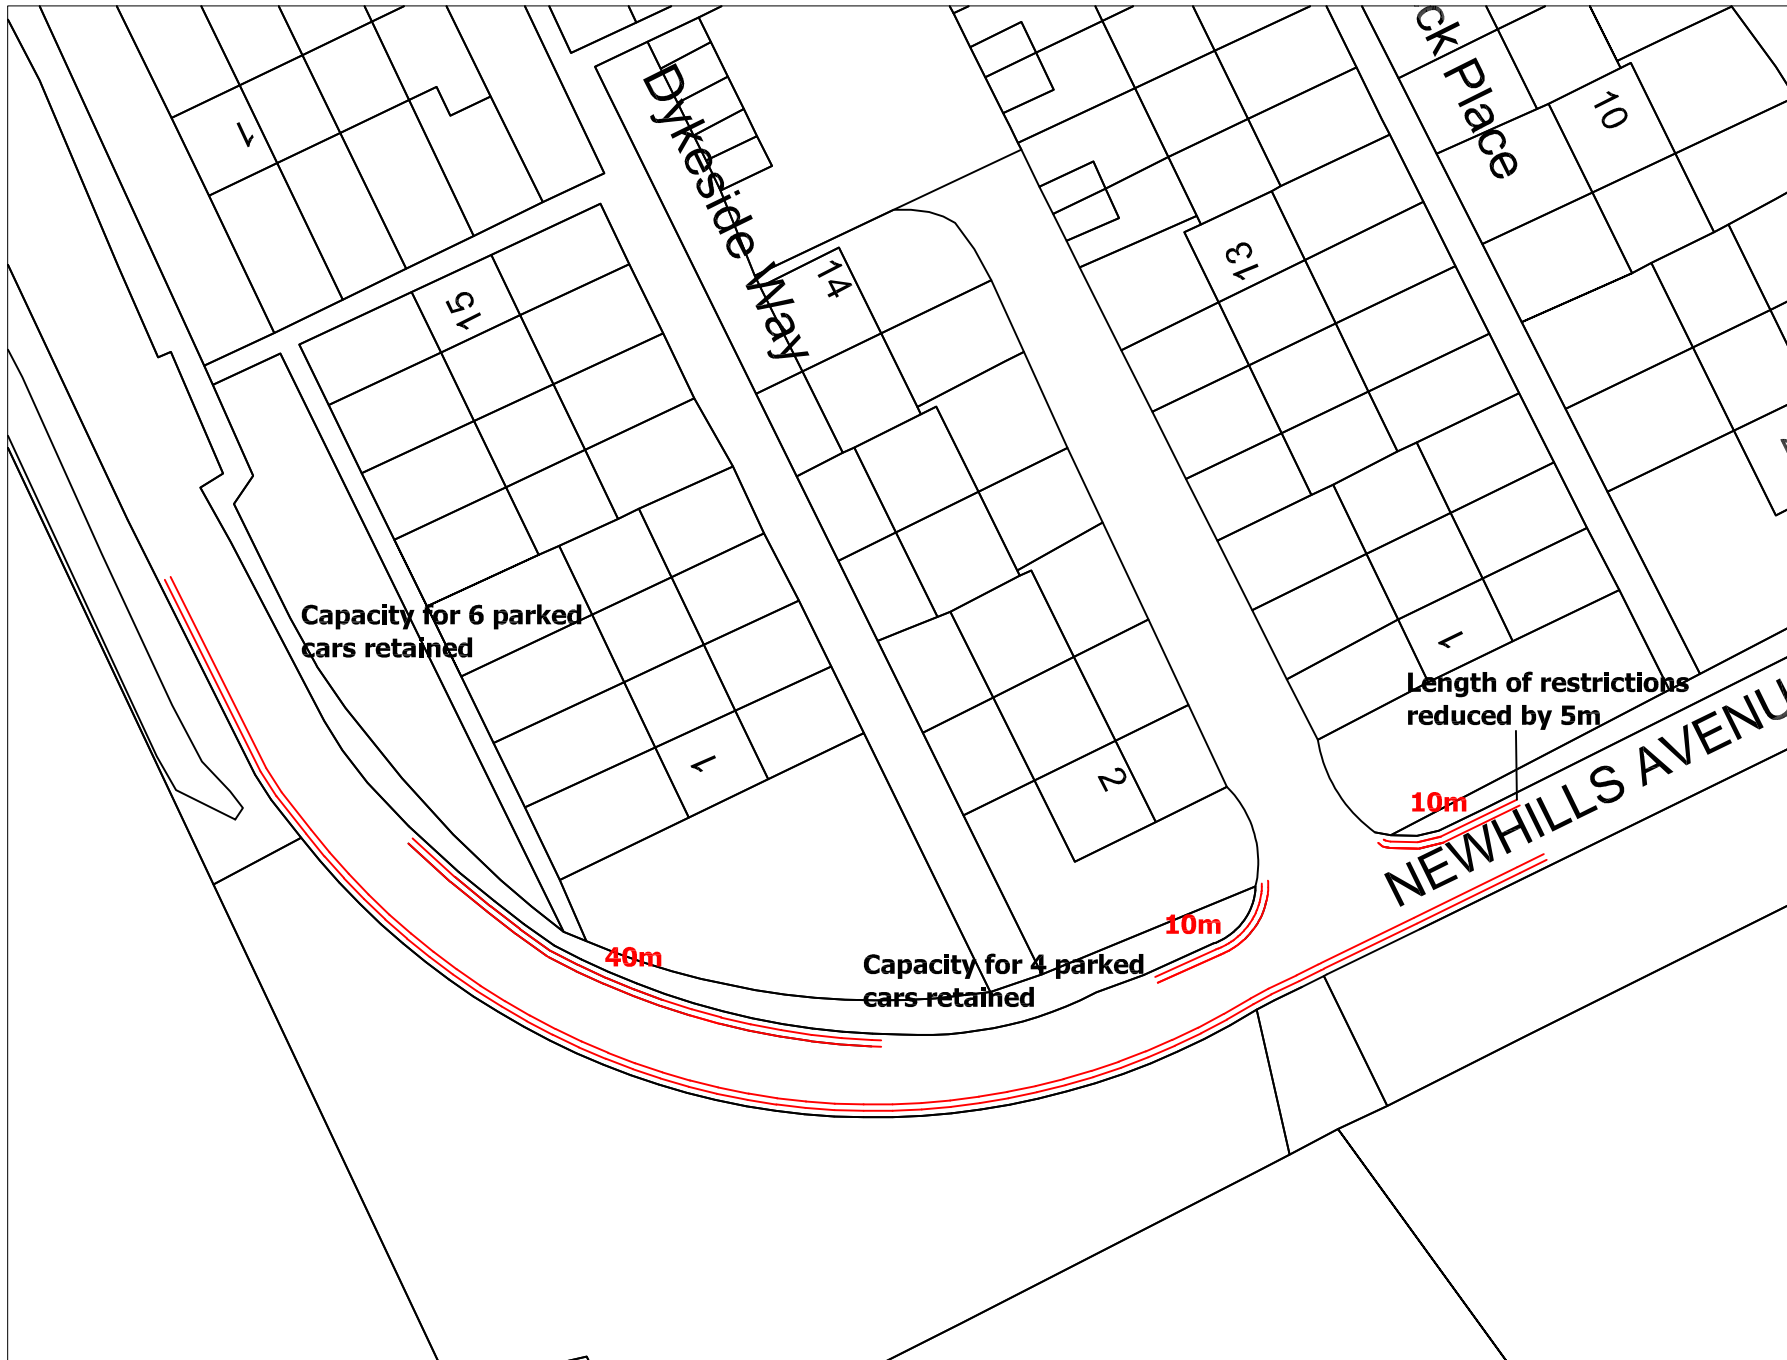 ck Place
10
Dykeside Way
1
13
14
15
Capacity for 6 parked
cars retained
1
Length of restrictions
reduced by 5m
NEWHILLS AVENU
1
2
10m
10m
40m
Capacity for 4 parked
cars retained